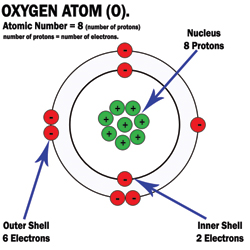 OXYGEN ATOM (O).
Atomic Number = 8 (number of protons)
number of protons = number of electrons.
Nucleus
8 Protons
Outer Shell
6 Electrons
Inner Shell
2 Electrons